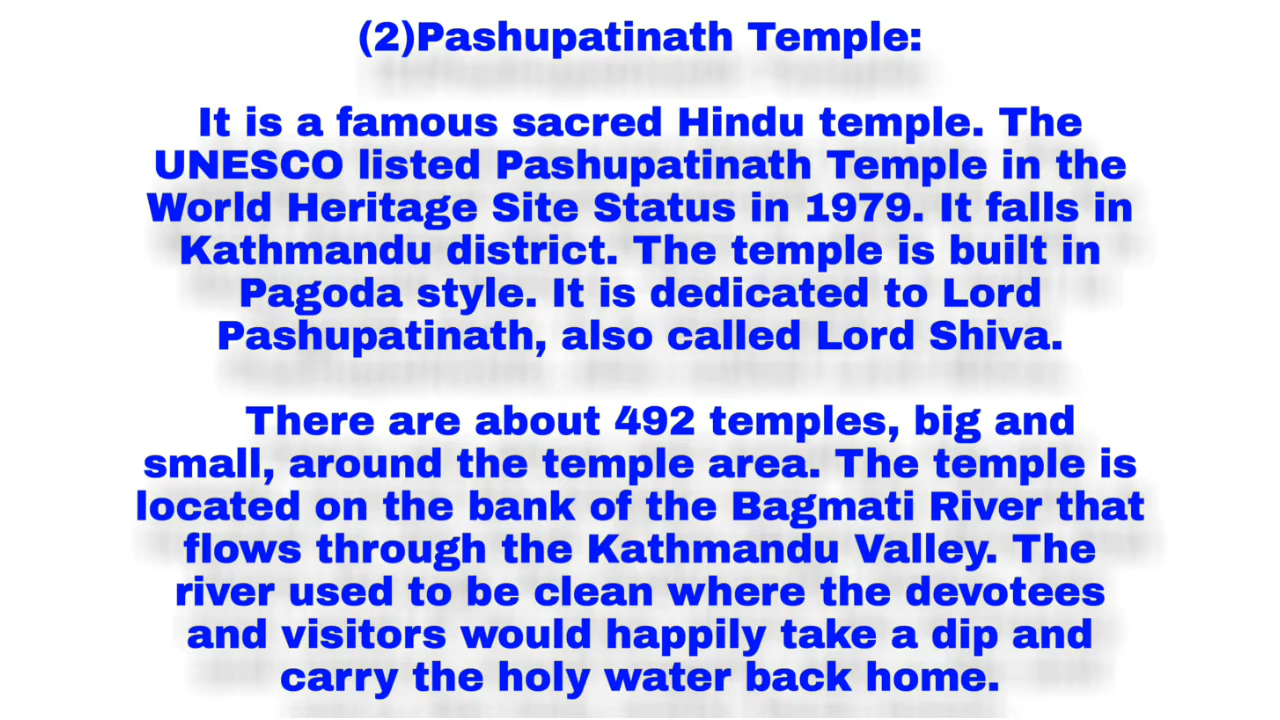 (2)Pashupatinath Temple:
It is a famous sacred Hindu temple. The
UNESCO listed Pashupatinath Temple in the
World Heritage Site Status in 1979. It falls in
Kathmandu district. The temple is built in
Pagoda style. It is dedicated to Lord
Pashupatinath, also called Lord Shiva.
There are about 492 temples, big and
small, around the temple area. The temple is
located on the bank of the Bagmati River that
flows through the Kathmandu Valley. The
river used to be clean where the devotees
and visitors would happily take a dip and
carry the holy water back home.